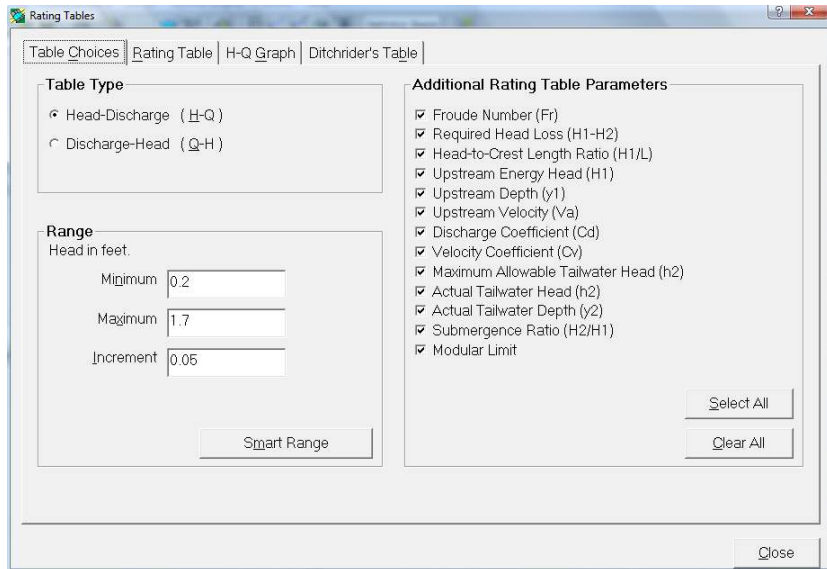 Rating Tables
Table Choices
Rating Table
H-Q Graph
Ditchrider's Table
Table Type
Head-Discharge ( H-Q )
Discharge-Head ( Q-H )
Range
Head in feet.
Minimum 0.2
Maximum 1.7
Increment 0.05
Smart Range
Additional Rating Table Parameters
Froude Number (Fr)
Required Head Loss (H1-H2)
Head-to-Crest Length Ratio (H1/L)
Upstream Energy Head (H1)
Upstream Depth (y1)
Upstream Velocity (Va)
Discharge Coefficient (Cd)
Velocity Coefficient (Cv)
Maximum Allowable Tailwater Head (h2)
Actual Tailwater Head (h2)
Actual Tailwater Depth (y2)
Submergence Ratio (H2/H1)
Modular Limit
Select All
Clear All
Close